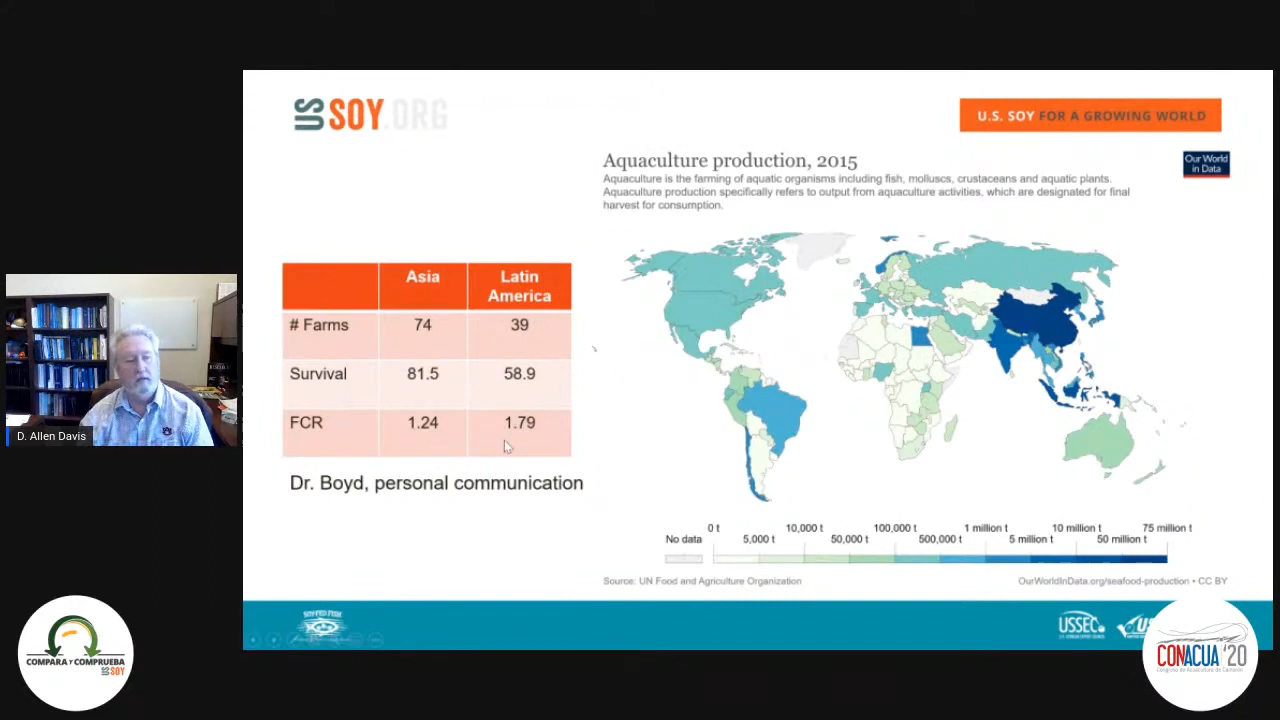 US SOY.ORG
U.S. SOY FOR A GROWING WORLD
Aquaculture production, 2015
Our World
in Data
Aquaculture is the farming of aquatic organisms including fish, molluscs, crustaceans and aquatic plants.
Aquaculture production specifically refers to output from aquaculture activities, which are designated for final
harvest for consumption.
Asia
Latin
America
# Farms 74 39
Survival 81.5 58.9
FCR 1.24 1.79
Dr. Boyd, personal communication
0 t 10,000 t 100,000 t 1 million t 10 million t 75 million t
No data 5,000 t 50,000 t 500,000 t 5 million t 50 million t
Source: UN Food and Agriculture Organization
OurWorldInData.org/seafood-production • CC BY
D. Allen Davis
SOY-FED FISH
USSEC
COMPARA Y COMPRUEBA
US SOY
CONACUA '20